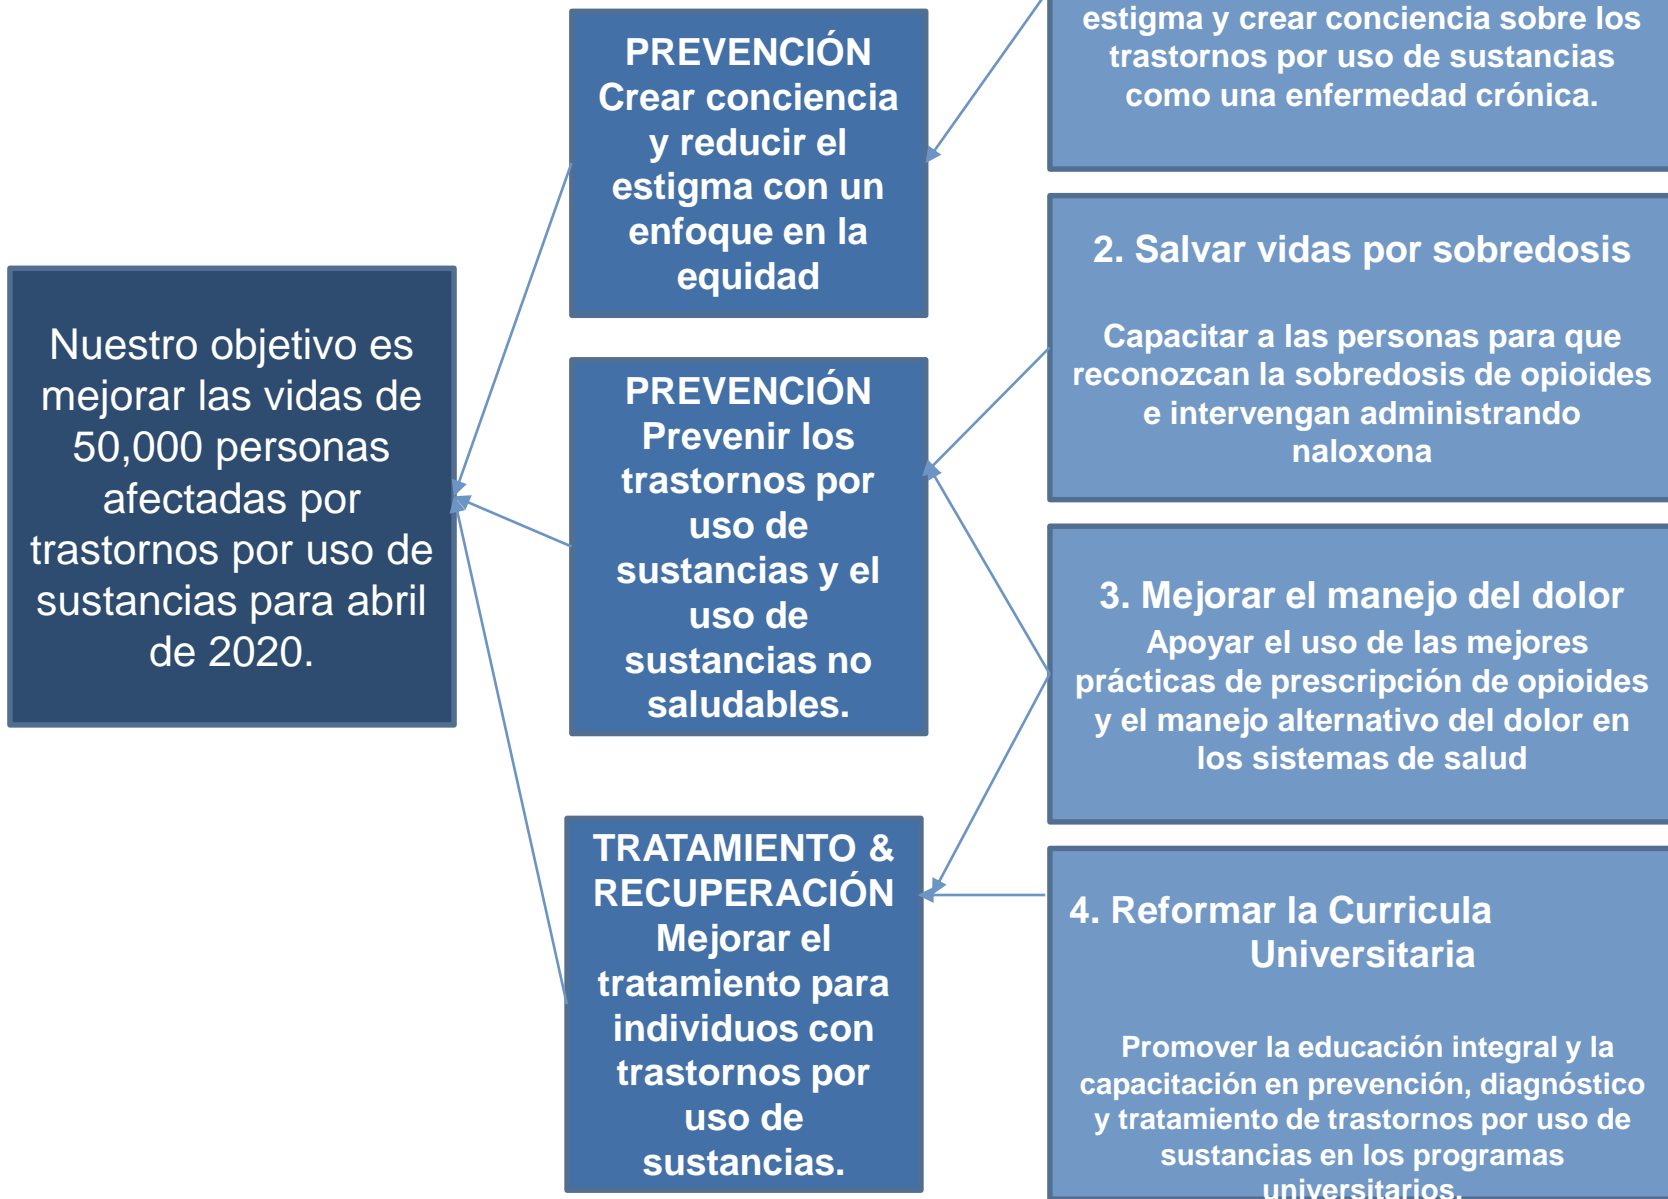 Nuestro objetivo es
mejorar las vidas de
50,000 personas
afectadas por
trastornos por uso de
sustancias para abril
de 2020.
PREVENCIÓN
Crear conciencia
y reducir el
estigma con un
enfoque en la
equidad
PREVENCIÓN
Prevenir los
trastornos por
uso de
sustancias y el
uso de
sustancias no
saludables.
TRATAMIENTO &
RECUPERACIÓN
Mejorar el
tratamiento para
individuos con
trastornos por
uso de
sustancias.
estigma y crear conciencia sobre los
trastornos por uso de sustancias
como una enfermedad crónica.
2. Salvar vidas por sobredosis
Capacitar a las personas para que
reconozcan la sobredosis de opioides
e intervengan administrando
naloxona
3. Mejorar el manejo del dolor
Apoyar el uso de las mejores
prácticas de prescripción de opioides
y el manejo alternativo del dolor en
los sistemas de salud
4. Reformar la Curricula
Universitaria
Promover la educación integral y la
capacitación en prevención, diagnóstico
y tratamiento de trastornos por uso de
sustancias en los programas
universitarios.